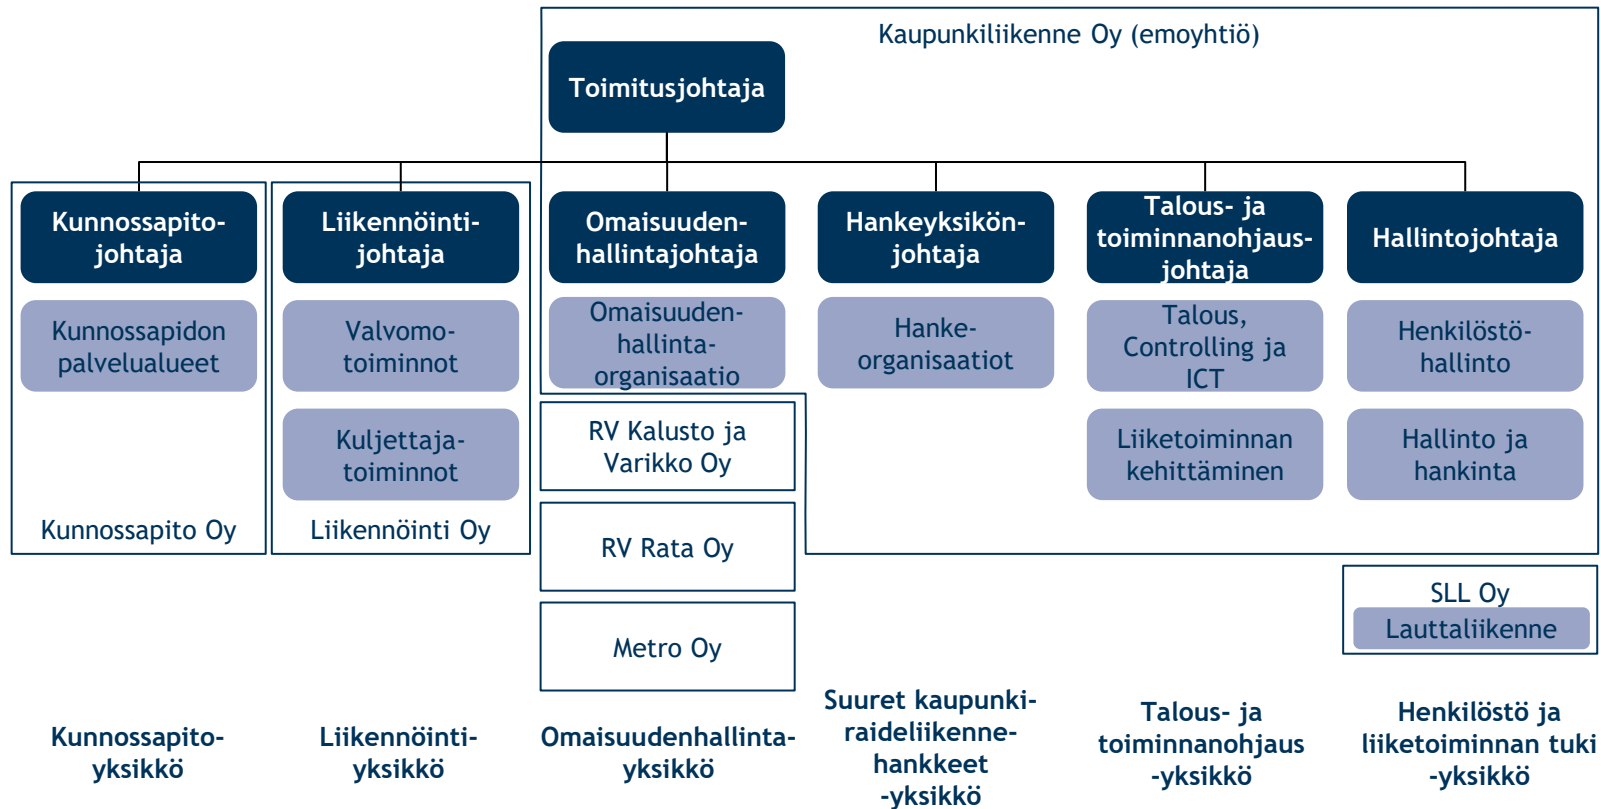 Kaupunkiliikenne Oy (emoyhtiö)
Toimitusjohtaja
Kunnossapito-
johtaja
Kunnossapidon
palvelualueet
Kunnossapito Oy
Liikennöinti-
johtaja
Valvomo-
toiminnot
Kuljettaja-
toiminnot
Liikennöinti Oy
Omaisuuden-
hallintajohtaja
Omaisuuden-
hallinta-
organisaatio
RV Kalusto ja
Varikko Oy
RV Rata Oy
Metro Oy
Hankeyksikön-
johtaja
Hanke-
organisaatiot
Talous- ja
toiminnanohjaus-
johtaja
Talous,
Controlling ja
ICT
Liiketoiminnan
kehittäminen
Hallintojohtaja
Henkilöstö-
hallinto
Hallinto ja
hankinta
SLL Oy
Lauttaliikenne
Kunnossapito-
yksikkö
Liikennöinti-
yksikkö
Omaisuudenhallinta-
yksikkö
Suuret kaupunki-
raideliikenne-
hankkeet
-yksikkö
Talous- ja
toiminnanohjaus
-yksikkö
Henkilöstö ja
liiketoiminnan tuki
-yksikkö